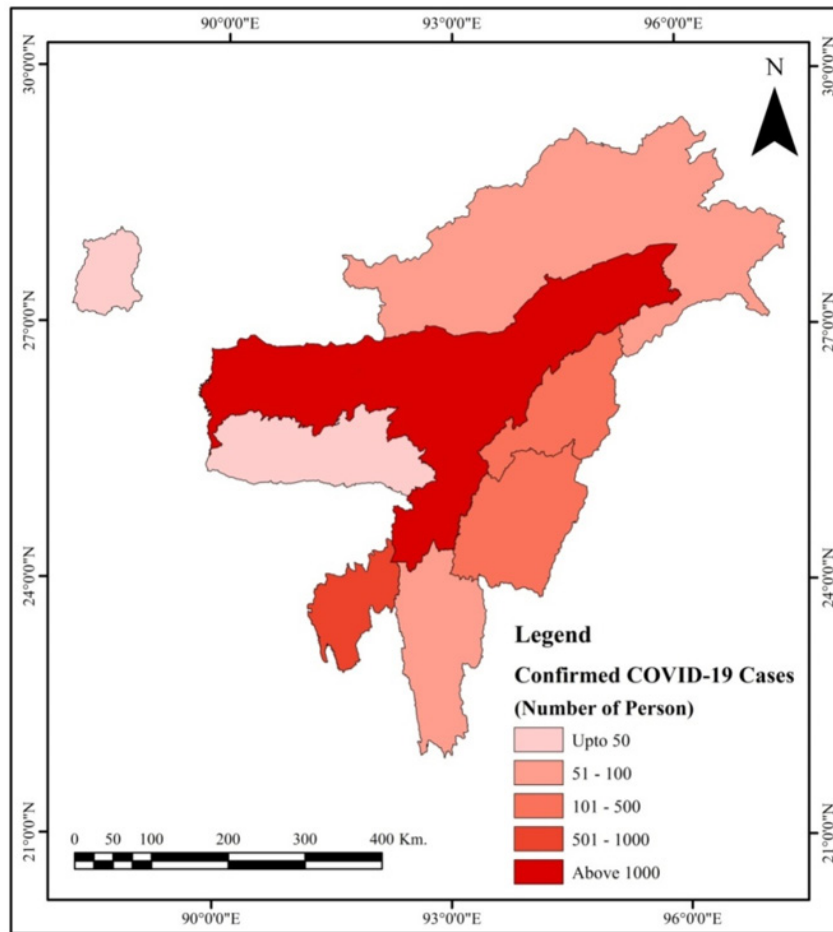 90°0'0"E 93°0'0"E 96°0'0"E
30°0'0"N 30°0'0"N
N
27°0'0"N 27°0'0"N
24°0'0"N 24°0'0"N
Legend
Confirmed COVID-19 Cases
(Number of Person)
Upto 50
51 - 100
101 - 500
501 - 1000
Above 1000
21°0'0"N 21°0'0"N
0 50 100 200 300 400 Km.
90°0'0"E 93°0'0"E 96°0'0"E